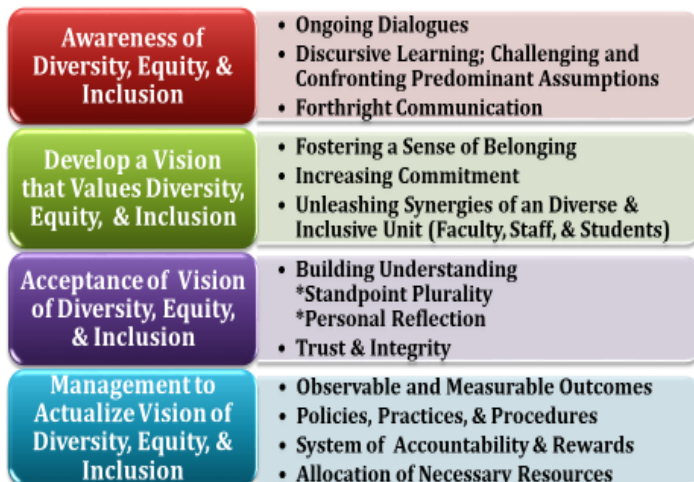 Awareness of
Diversity, Equity, &
Inclusion
• Ongoing Dialogues
• Discursive Learning; Challenging and
Confronting Predominant Assumptions
• Forthright Communication
Develop a Vision
that Values Diversity,
Equity, & Inclusion
• Fostering a Sense of Belonging
• Increasing Commitment
• Unleashing Synergies of an Diverse &
Inclusive Unit (Faculty, Staff, & Students)
Acceptance of Vision
of Diversity, Equity,
& Inclusion
• Building Understanding
*Standpoint Plurality
*Personal Reflection
• Trust & Integrity
Management to
Actualize Vision of
Diversity, Equity, &
Inclusion
• Observable and Measurable Outcomes
• Policies, Practices, & Procedures
• System of Accountability & Rewards
• Allocation of Necessary Resources